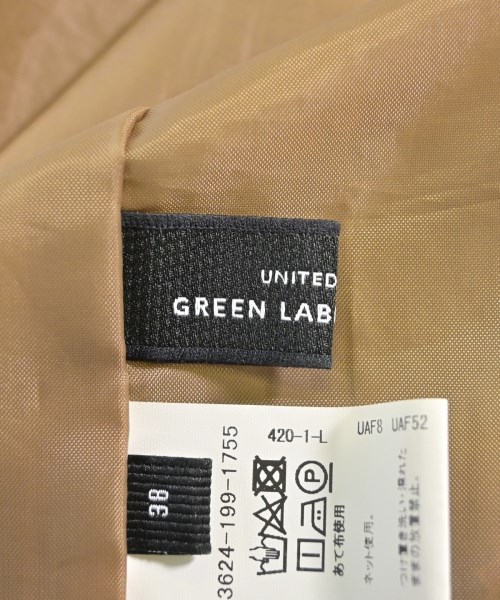 UNITED
GREEN LAB
38
3624-199-1755
420-1-L
UAF8 UAF52
あて布使用
ネット使用。
つけ置き洗い・濡れた
ままの放置禁止。